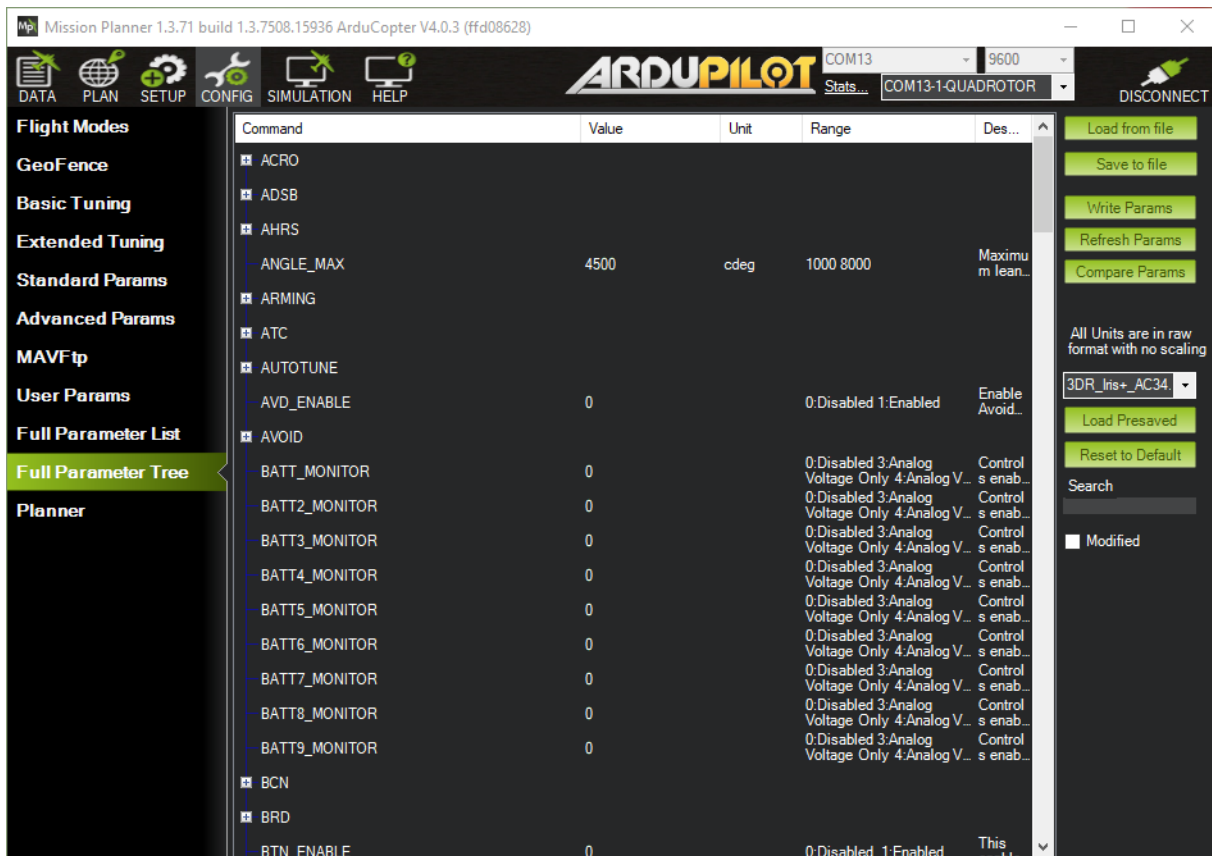 Mission Planner 1.3.71 build 1.3.7508.15936 ArduCopter V4.0.3 (ffd08628)
DATA PLAN SETUP CONFIG SIMULATION HELP
ARDUPILOT
COM13 9600
Stats... COM13-1-QUADROTOR
DISCONNECT
Flight Modes
GeoFence
Basic Tuning
Extended Tuning
Standard Params
Advanced Params
MAVFtp
User Params
Full Parameter List
Full Parameter Tree
Planner
Command Value Unit Range Des...
ACRO
ADSB
AHRS
ANGLE_MAX 4500 cdeg 1000 8000 Maximu
m lean...
ARMING
ATC
AUTOTUNE
AVD_ENABLE 0 0:Disabled 1:Enabled Enable
Avoid...
AVOID
BATT_MONITOR 0 0:Disabled 3:Analog Control
Voltage Only 4:Analog V... s enab...
BATT2_MONITOR 0 0:Disabled 3:Analog Control
Voltage Only 4:Analog V... s enab...
BATT3_MONITOR 0 0:Disabled 3:Analog Control
Voltage Only 4:Analog V... s enab...
BATT4_MONITOR 0 0:Disabled 3:Analog Control
Voltage Only 4:Analog V... s enab...
BATT5_MONITOR 0 0:Disabled 3:Analog Control
Voltage Only 4:Analog V... s enab...
BATT6_MONITOR 0 0:Disabled 3:Analog Control
Voltage Only 4:Analog V... s enab...
BATT7_MONITOR 0 0:Disabled 3:Analog Control
Voltage Only 4:Analog V... s enab...
BATT8_MONITOR 0 0:Disabled 3:Analog Control
Voltage Only 4:Analog V... s enab...
BATT9_MONITOR 0 0:Disabled 3:Analog Control
Voltage Only 4:Analog V... s enab...
BCN
BRD
BTN_ENABLE 0 0:Disabled 1:Enabled This
Load from file
Save to file
Write Params
Refresh Params
Compare Params
All Units are in raw
format with no scaling
3DR_Iris+_AC34.
Load Presaved
Reset to Default
Search
Modified